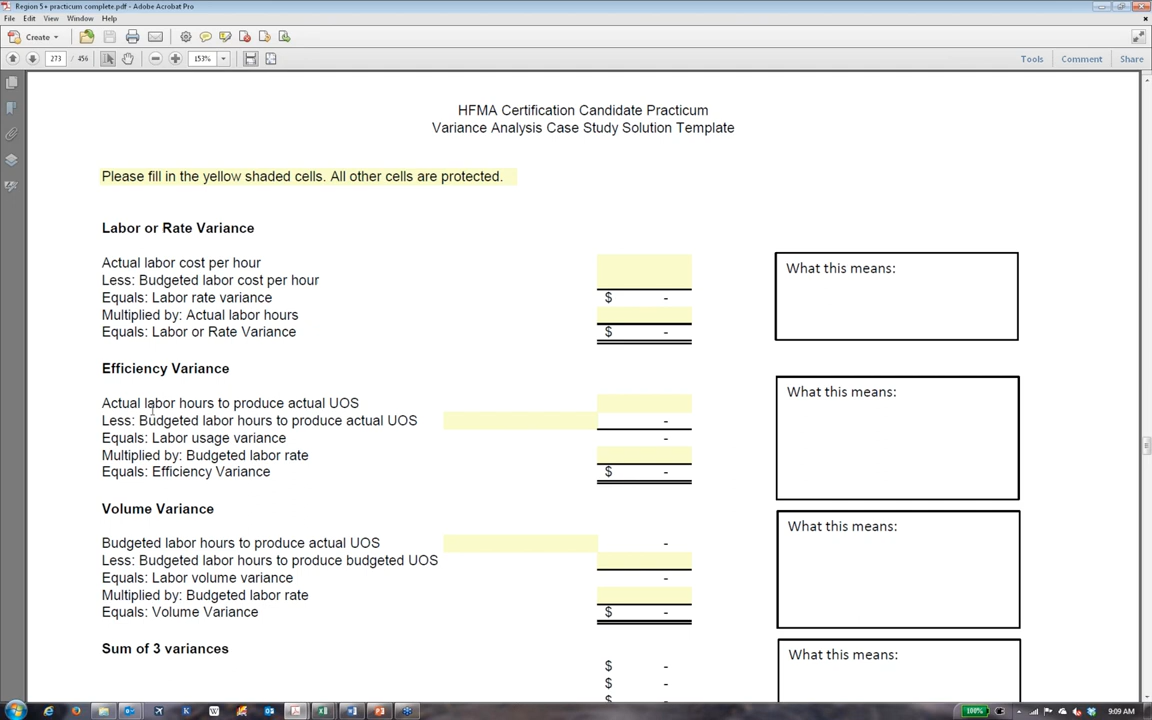 Region 5+ practicum complete.pdf - Adobe Acrobat Pro
File Edit View Window Help
Create
273 / 456 153% Tools Comment Share
HFMA Certification Candidate Practicum
Variance Analysis Case Study Solution Template
Please fill in the yellow shaded cells. All other cells are protected.
Labor or Rate Variance
Actual labor cost per hour
Less: Budgeted labor cost per hour
Equals: Labor rate variance $ -
Multiplied by: Actual labor hours
Equals: Labor or Rate Variance $ -
What this means:
Efficiency Variance
Actual labor hours to produce actual UOS
Less: Budgeted labor hours to produce actual UOS -
Equals: Labor usage variance -
Multiplied by: Budgeted labor rate
Equals: Efficiency Variance $ -
What this means:
Volume Variance
Budgeted labor hours to produce actual UOS -
Less: Budgeted labor hours to produce budgeted UOS
Equals: Labor volume variance -
Multiplied by: Budgeted labor rate
Equals: Volume Variance $ -
What this means:
Sum of 3 variances
$ -
$ -
What this means:
100% 9:09 AM